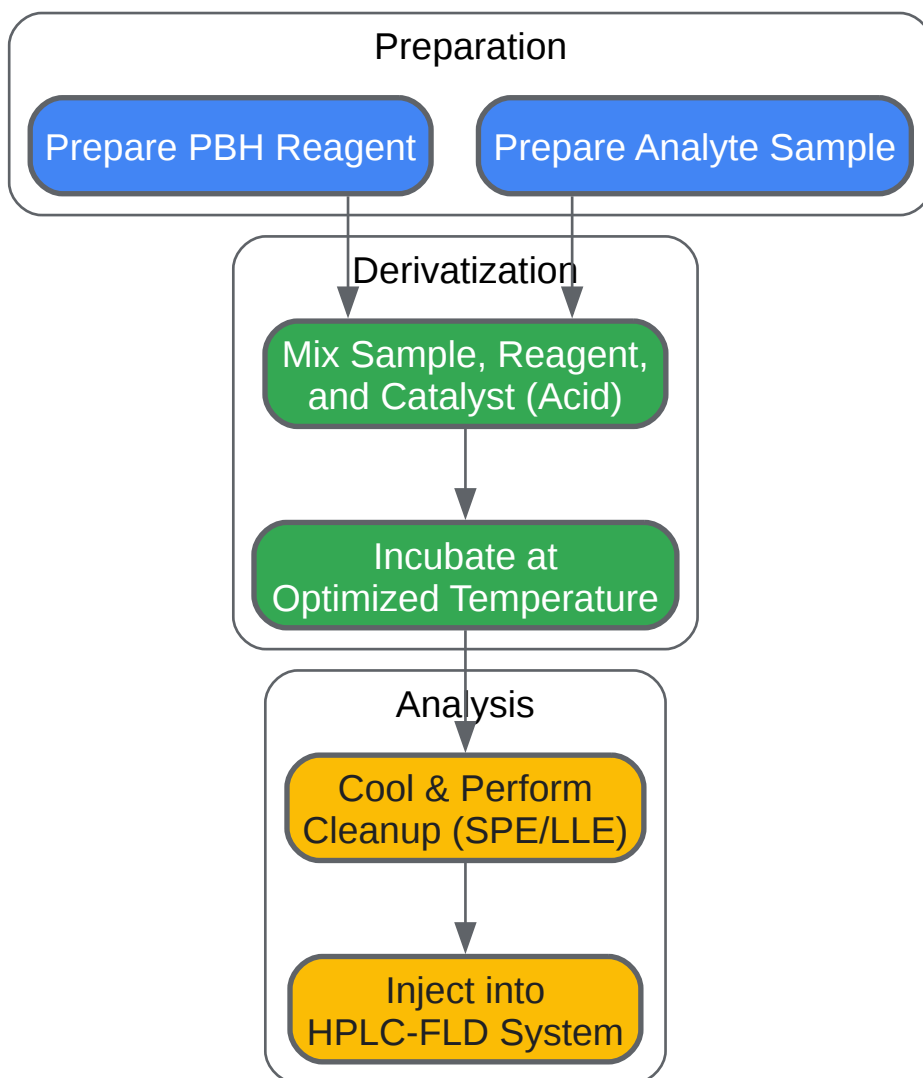 Preparation
Prepare PBH Reagent
Prepare Analyte Sample
Derivatization
Mix Sample, Reagent,
and Catalyst (Acid)
Incubate at
Optimized Temperature
Analysis
Cool & Perform
Cleanup (SPE/LLE)
Inject into
HPLC-FLD System